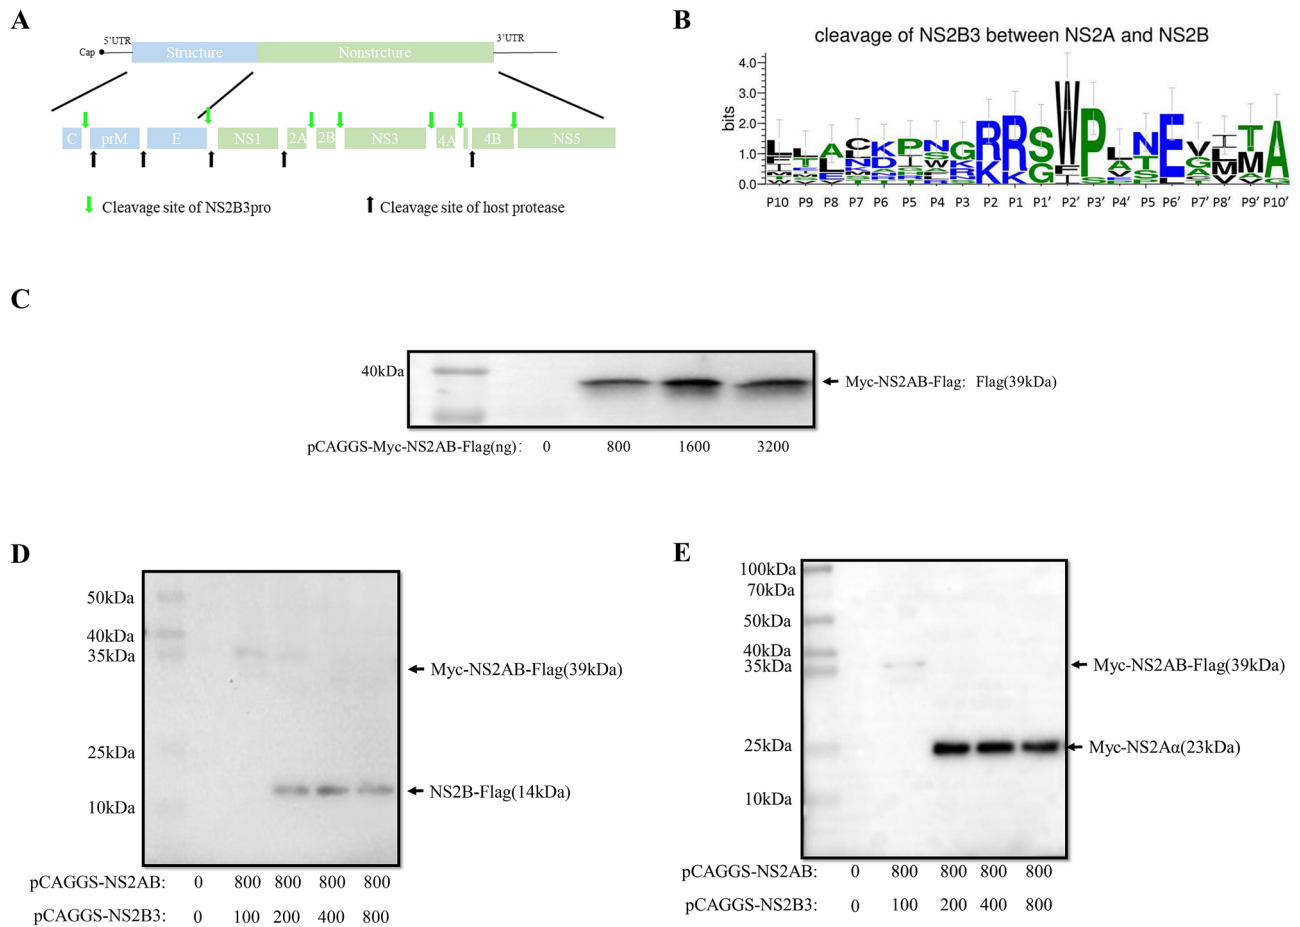 A
5'UTR
3'UTR
Cap
Structure
Nonstrcture
C
prM
E
NS1
2A
2B
NS3
4A
4B
NS5
Cleavage site of NS2B3pro
Cleavage site of host protease
B
cleavage of NS2B3 between NS2A and NS2B
bits
4.0
3.0
2.0
1.0
0.0
P10 P9 P8 P7 P6 P5 P4 P3 P2 P1 P1′ P2′ P3′ P4′ P5 P6′ P7′ P8′ P9′ P10′
C
40kDa
Myc-NS2AB-Flag: Flag(39kDa)
pCAGGS-Myc-NS2AB-Flag(ng): 0 800 1600 3200
D
50kDa
40kDa
35kDa
Myc-NS2AB-Flag(39kDa)
25kDa
NS2B-Flag(14kDa)
10kDa
pCAGGS-NS2AB: 0 800 800 800 800
pCAGGS-NS2B3: 0 100 200 400 800
E
100kDa
70kDa
50kDa
40kDa
35kDa
Myc-NS2AB-Flag(39kDa)
25kDa
Myc-NS2Aα(23kDa)
10kDa
pCAGGS-NS2AB: 0 800 800 800 800
pCAGGS-NS2B3: 0 100 200 400 800